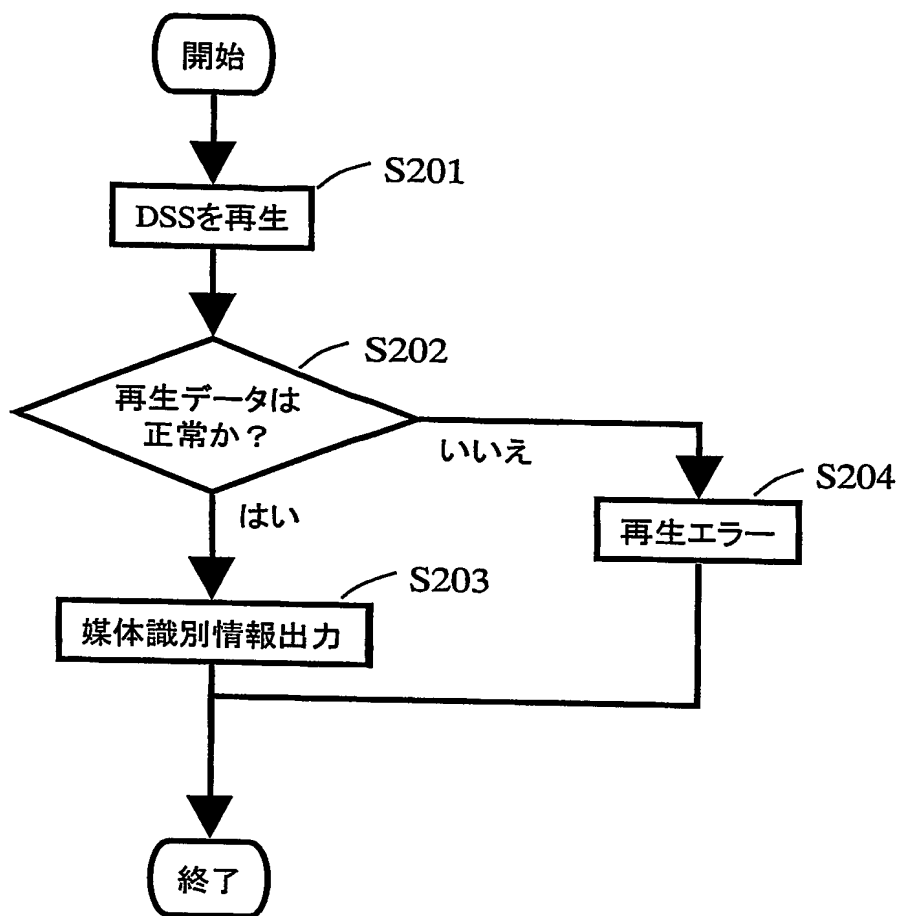 開始
S201
DSSを再生
S202
再生データは
正常か?
いいえ
はい
S204
再生エラー
S203
媒体識別情報出力
終了